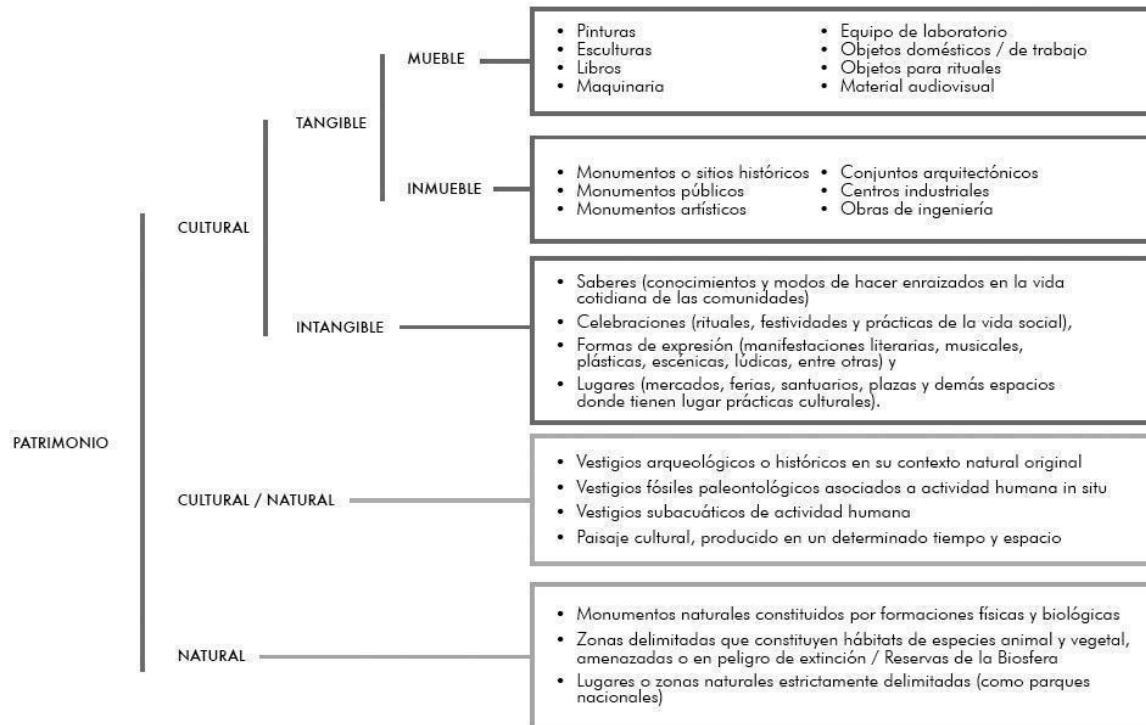 PATRIMONIO
CULTURAL
TANGIBLE
MUEBLE
• Pinturas
• Esculturas
• Libros
• Maquinaria
• Equipo de laboratorio
• Objetos domésticos / de trabajo
• Objetos para rituales
• Material audiovisual
INMUEBLE
• Monumentos o sitios históricos
• Monumentos públicos
• Monumentos artísticos
• Conjuntos arquitectónicos
• Centros industriales
• Obras de ingeniería
INTANGIBLE
• Saberes (conocimientos y modos de hacer enraizados en la vida
cotidiana de las comunidades)
• Celebraciones (rituales, festividades y prácticas de la vida social),
• Formas de expresión (manifestaciones literarias, musicales,
plásticas, escénicas, lúdicas, entre otras) y
• Lugares (mercados, ferias, santuarios, plazas y demás espacios
donde tienen lugar prácticas culturales).
CULTURAL / NATURAL
• Vestigios arqueológicos o históricos en su contexto natural original
• Vestigios fósiles paleontológicos asociados a actividad humana in situ
• Vestigios subacuáticos de actividad humana
• Paisaje cultural, producido en un determinado tiempo y espacio
NATURAL
• Monumentos naturales constituidos por formaciones físicas y biológicas
• Zonas delimitadas que constituyen hábitats de especies animal y vegetal,
amenazadas o en peligro de extinción / Reservas de la Biosfera
• Lugares o zonas naturales estrictamente delimitadas (como parques
nacionales)